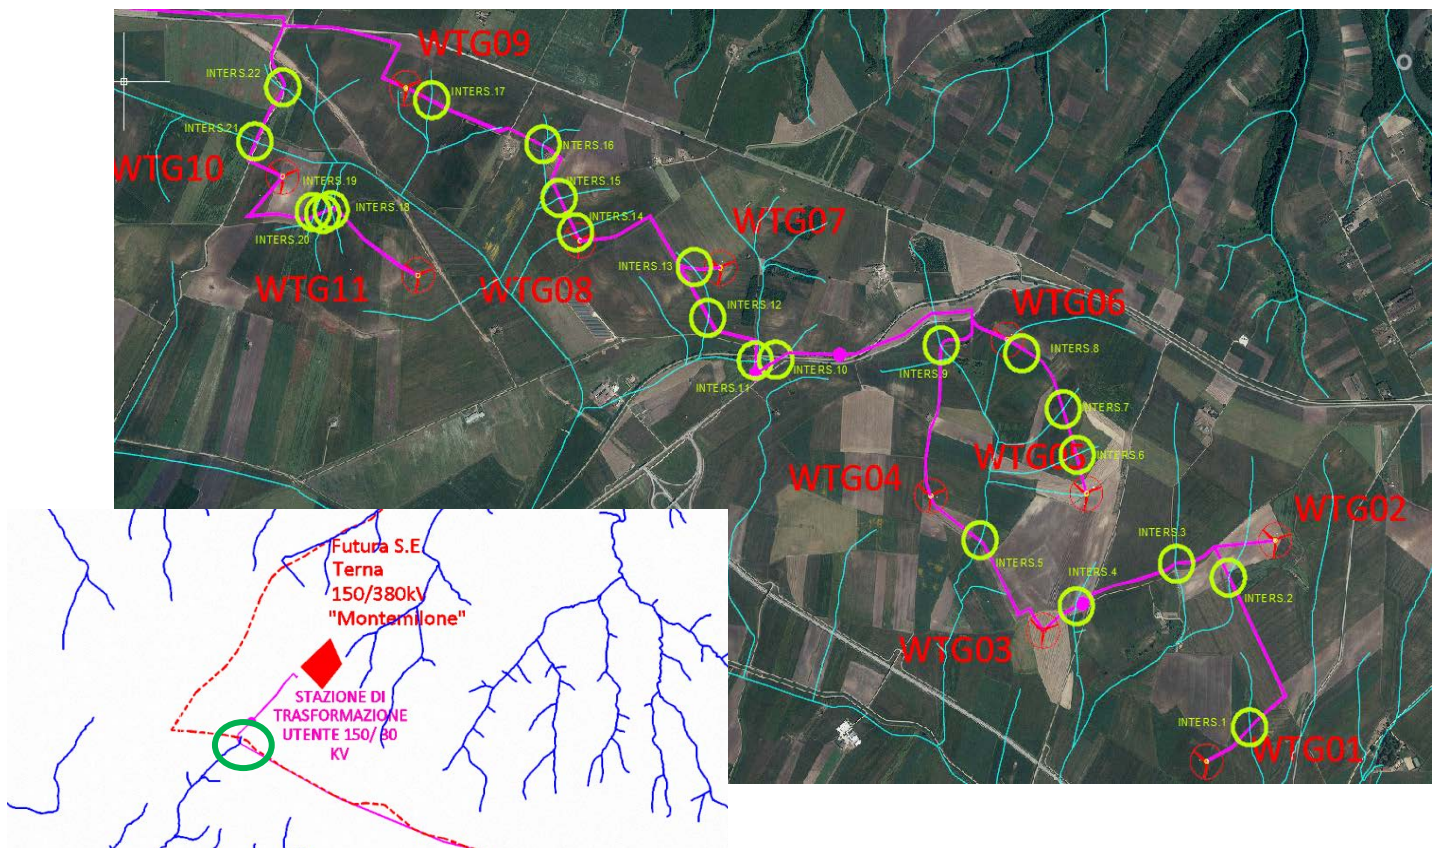 WTG09
INTERS.22
INTERS.17
INTERS.21
INTERS.16
WTG10
INTERS.19
INTERS.15
INTERS.18
INTERS.14
WTG07
INTERS.20
INTERS.13
WTG11
WTG08
INTERS.12
WTG06
INTERS.8
INTERS.10
INTERS.9
INTERS.11
INTERS.7
WTG05
INTERS.6
WTG04
WTG02
INTERS.3
INTERS.5
INTERS.4
INTERS.2
WTG03
INTERS.1
WTG01
Futura S.E.
Terna
150/380kV
"Montemilone"
STAZIONE DI
TRASFORMAZIONE
UTENTE 150/ 30
KV